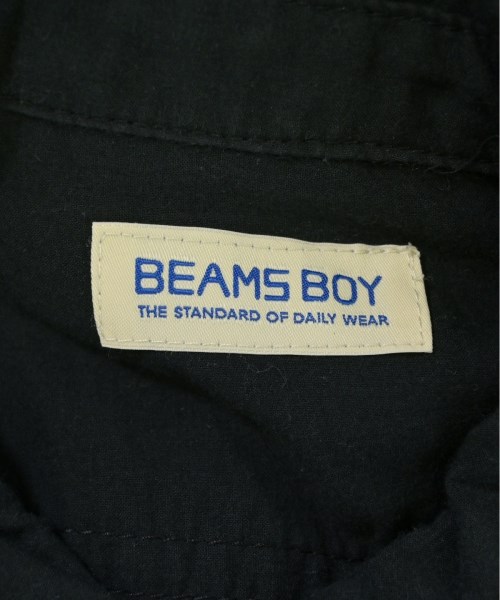 BEAMS BOY
THE STANDARD OF DAILY WEAR